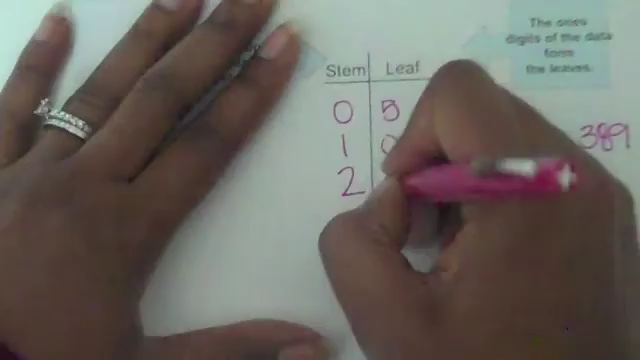 The ones
digits of the data
form
the leaves.
Stem Leaf
0 5
1 0 389
2